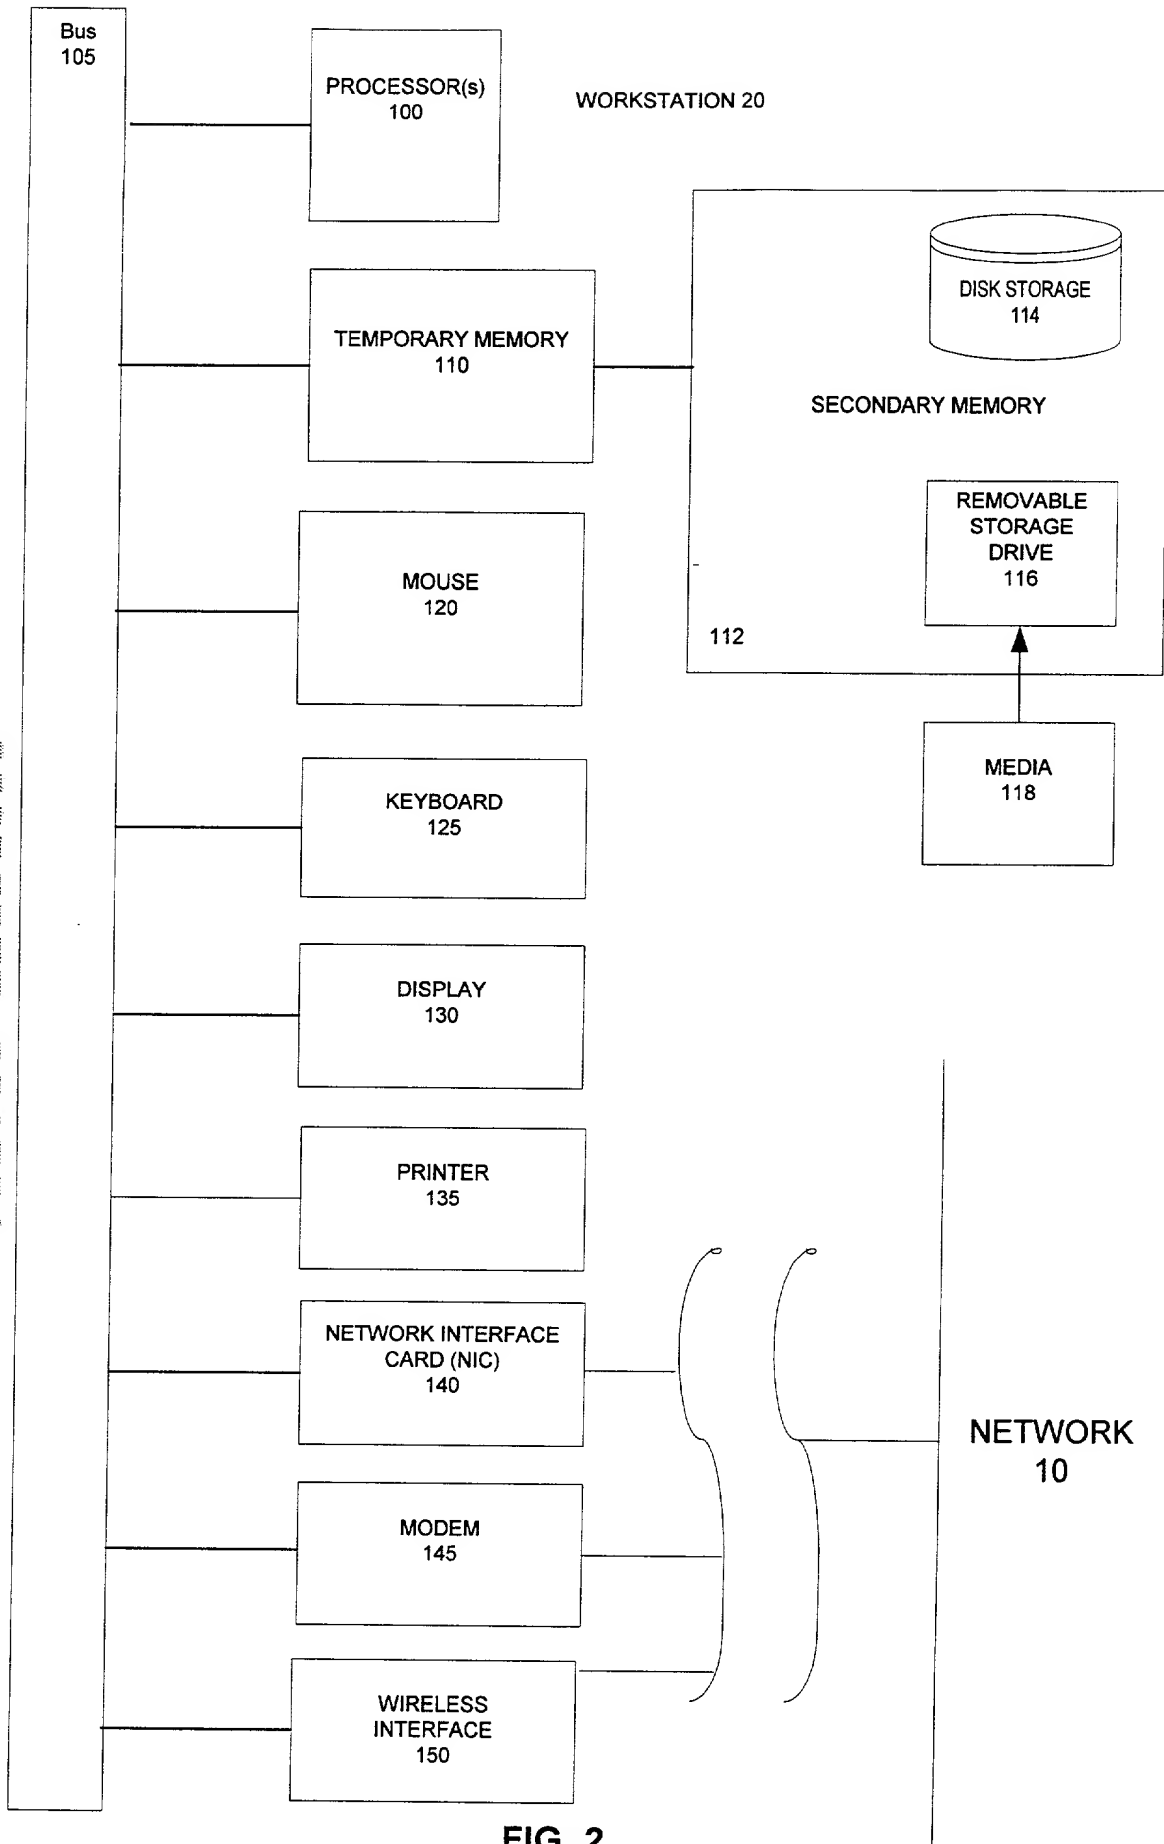 Bus
105
PROCESSOR(s)
100
WORKSTATION 20
DISK STORAGE
114
TEMPORARY MEMORY
110
SECONDARY MEMORY
REMOVABLE
STORAGE
DRIVE
116
MOUSE
120
112
MEDIA
118
KEYBOARD
125
DISPLAY
130
PRINTER
135
NETWORK INTERFACE
CARD (NIC)
140
NETWORK
10
MODEM
145
WIRELESS
INTERFACE
150
FIG. 2